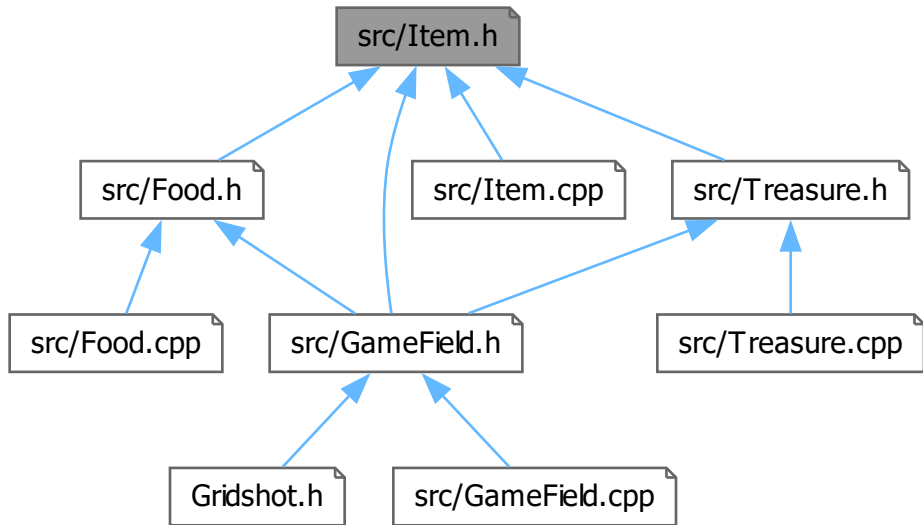 src/Item.h
src/Food.h
src/Item.cpp
src/Treasure.h
src/Food.cpp
src/GameField.h
src/Treasure.cpp
Gridshot.h
src/GameField.cpp